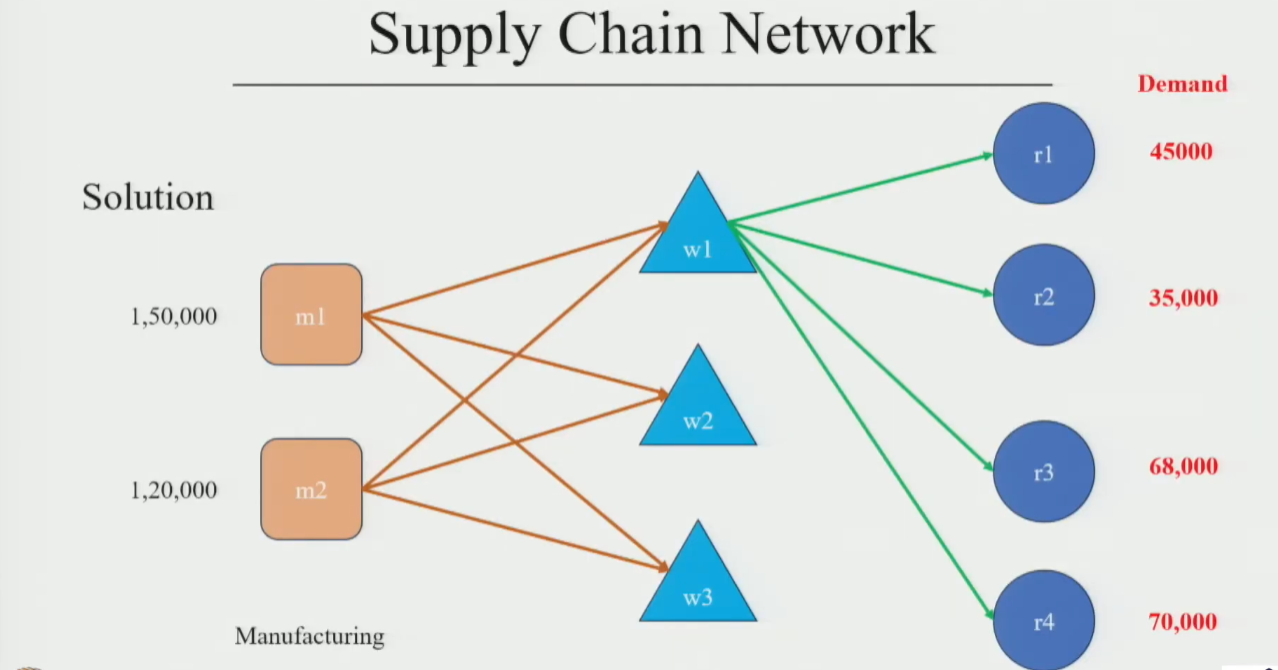 Supply Chain Network
Demand
r1
45000
Solution
w1
r2
35,000
1,50,000
m1
w2
r3
68,000
1,20,000
m2
w3
r4
70,000
Manufacturing